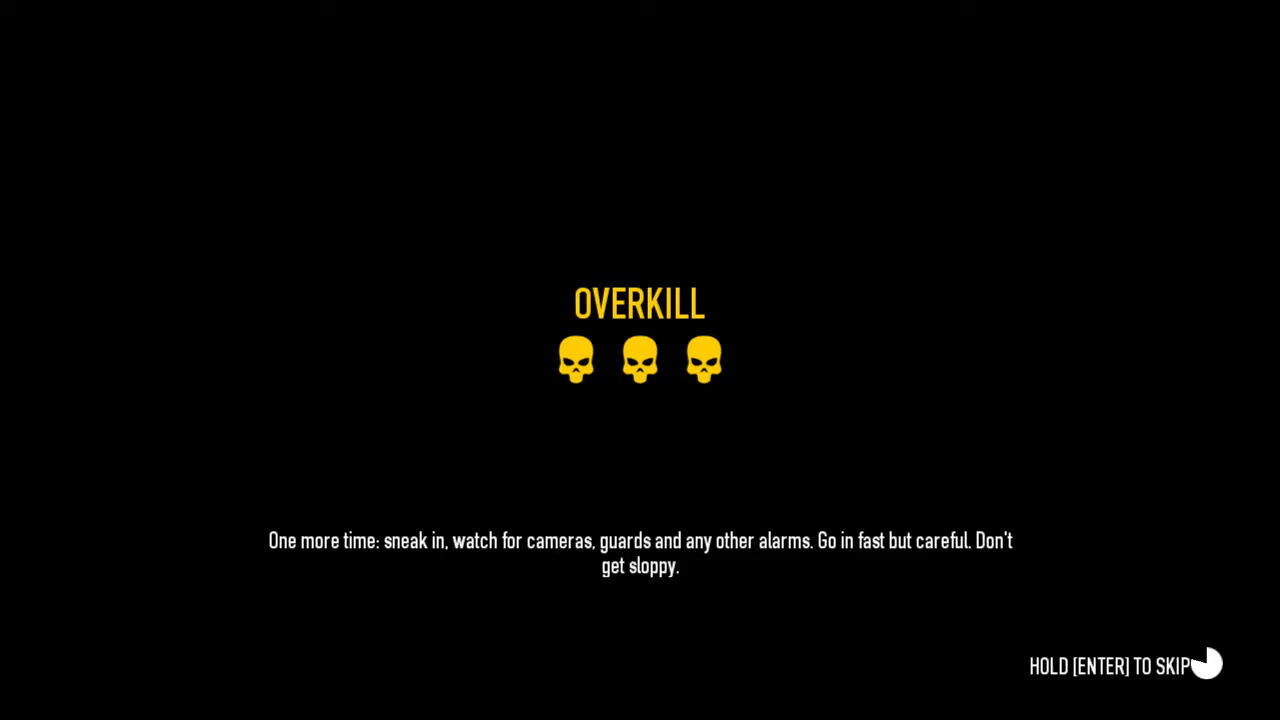 OVERKILL
One more time: sneak in, watch for cameras, guards and any other alarms. Go in fast but careful. Don't
get sloppy.
HOLD [ENTER] TO SKIP